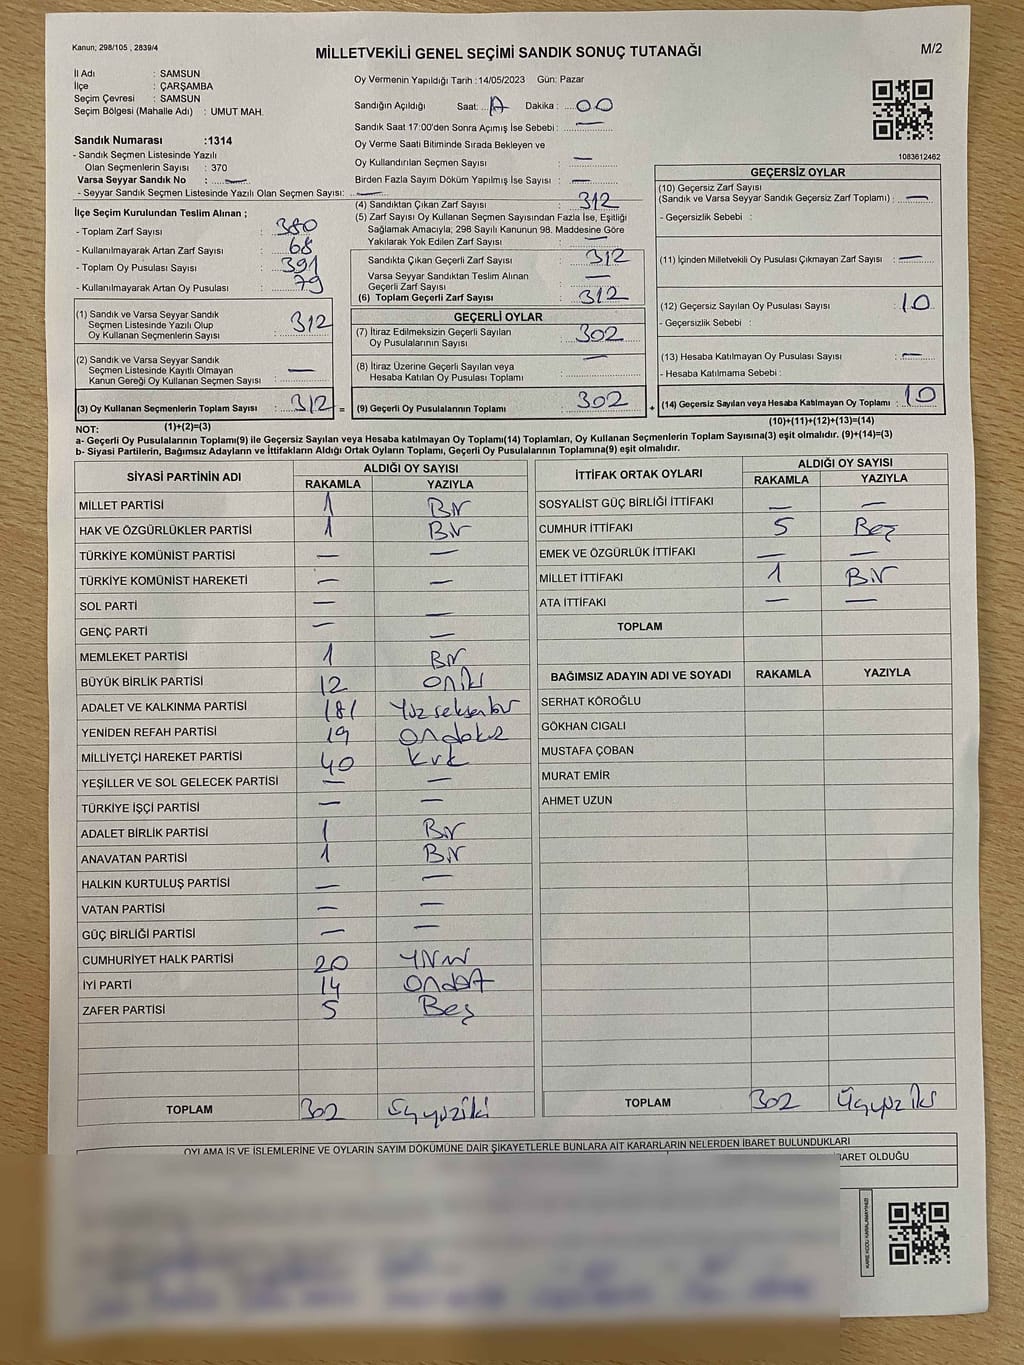 Kanun; 298/105 , 2839/4
MİLLETVEKİLİ GENEL SEÇİMİ SANDIK SONUÇ TUTANAĞI
M/2
İl Adı : SAMSUN
İlçe : ÇARŞAMBA
Seçim Çevresi : SAMSUN
Seçim Bölgesi (Mahalle Adı) : UMUT MAH.
Sandık Numarası :1314
- Sandık Seçmen Listesinde Yazılı
Olan Seçmenlerin Sayısı : 370
Varsa Seyyar Sandık No : —
- Seyyar Sandık Seçmen Listesinde Yazılı Olan Seçmen Sayısı: —
İlçe Seçim Kurulundan Teslim Alınan ;
- Toplam Zarf Sayısı : 380
- Kullanılmayarak Artan Zarf Sayısı : 68
- Toplam Oy Pusulası Sayısı : 391
- Kullanılmayarak Artan Oy Pusulası : 79
(1) Sandık ve Varsa Seyyar Sandık
Seçmen Listesinde Yazılı Olup
Oy Kullanan Seçmenlerin Sayısı : 312
(2) Sandık ve Varsa Seyyar Sandık
Seçmen Listesinde Kayıtlı Olmayan
Kanun Gereği Oy Kullanan Seçmen Sayısı : —
(3) Oy Kullanan Seçmenlerin Toplam Sayısı : 312 =
Oy Vermenin Yapıldığı Tarih :14/05/2023 Gün: Pazar
Sandığın Açıldığı Saat: Dakika : 00
Sandık Saat 17:00'den Sonra Açımış İse Sebebi : —
Oy Verme Saati Bitiminde Sırada Bekleyen ve
Oy Kullandırılan Seçmen Sayısı : —
Birden Fazla Sayım Döküm Yapılmış İse Sayısı : —
(4) Sandıktan Çıkan Zarf Sayısı : 312
(5) Zarf Sayısı Oy Kullanan Seçmen Sayısından Fazla İse, Eşitliği
Sağlamak Amacıyla; 298 Sayılı Kanunun 98. Maddesine Göre
Yakılarak Yok Edilen Zarf Sayısı : —
Sandıkta Çıkan Geçerli Zarf Sayısı : 312
Varsa Seyyar Sandıktan Teslim Alınan
Geçerli Zarf Sayısı : —
(6) Toplam Geçerli Zarf Sayısı : 312
GEÇERLİ OYLAR
(7) İtiraz Edilmeksizin Geçerli Sayılan
Oy Pusulalarının Sayısı : 302
(8) İtiraz Üzerine Geçerli Sayılan veya
Hesaba Katılan Oy Pusulası Toplamı : —
(9) Geçerli Oy Pusulalarının Toplamı : 302 +
1083612462
GEÇERSİZ OYLAR
(10) Geçersiz Zarf Sayısı
(Sandık ve Varsa Seyyar Sandık Geçersiz Zarf Toplamı) : —
- Geçersizlik Sebebi :
(11) İçinden Milletvekili Oy Pusulası Çıkmayan Zarf Sayısı : —
(12) Geçersiz Sayılan Oy Pusulası Sayısı : 10
- Geçersizlik Sebebi :
(13) Hesaba Katılmayan Oy Pusulası Sayısı : —
- Hesaba Katılmama Sebebi :
(14) Geçersiz Sayılan veya Hesaba Katılmayan Oy Toplamı : 10
NOT: (1)+(2)=(3) (10)+(11)+(12)+(13)=(14)
a- Geçerli Oy Pusulalarının Toplamı(9) ile Geçersiz Sayılan veya Hesaba katılmayan Oy Toplamı(14) Toplamları, Oy Kullanan Seçmenlerin Toplam Sayısına(3) eşit olmalıdır. (9)+(14)=(3)
b- Siyasi Partilerin, Bağımsız Adayların ve İttifakların Aldığı Ortak Oyların Toplamı, Geçerli Oy Pusulalarının Toplamına(9) eşit olmalıdır.
SİYASİ PARTİNİN ADI ALDIĞI OY SAYISI
RAKAMLA YAZIYLA
MİLLET PARTİSİ 1 Bir
HAK VE ÖZGÜRLÜKLER PARTİSİ 1 Bir
TÜRKİYE KOMÜNİST PARTİSİ — —
TÜRKİYE KOMÜNİST HAREKETİ — —
SOL PARTİ — —
GENÇ PARTİ — —
MEMLEKET PARTİSİ 1 Bir
BÜYÜK BİRLİK PARTİSİ 12 oniki
ADALET VE KALKINMA PARTİSİ 181 Yüzseksenbir
YENİDEN REFAH PARTİSİ 19 ondokuz
MİLLİYETÇİ HAREKET PARTİSİ 40 kırk
YEŞİLLER VE SOL GELECEK PARTİSİ — —
TÜRKİYE İŞÇİ PARTİSİ — —
ADALET BİRLİK PARTİSİ 1 Bir
ANAVATAN PARTİSİ 1 Bir
HALKIN KURTULUŞ PARTİSİ — —
VATAN PARTİSİ — —
GÜÇ BİRLİĞİ PARTİSİ — —
CUMHURİYET HALK PARTİSİ 20 Yirmi
İYİ PARTİ 14 ondört
ZAFER PARTİSİ 5 Beş
TOPLAM 302 üçyüziki
İTTİFAK ORTAK OYLARI ALDIĞI OY SAYISI
RAKAMLA YAZIYLA
SOSYALİST GÜÇ BİRLİĞİ İTTİFAKI — —
CUMHUR İTTİFAKI 5 Beş
EMEK VE ÖZGÜRLÜK İTTİFAKI — —
MİLLET İTTİFAKI 1 Bir
ATA İTTİFAKI — —
TOPLAM
BAĞIMSIZ ADAYIN ADI VE SOYADI RAKAMLA YAZIYLA
SERHAT KÖROĞLU
GÖKHAN CIGALI
MUSTAFA ÇOBAN
MURAT EMİR
AHMET UZUN
TOPLAM 302 Üçyüziki
OYLAMA İŞ VE İŞLEMLERİNE VE OYLARIN SAYIM DÖKÜMÜNE DAİR ŞİKAYETLERLE BUNLARA AİT KARARLARIN NELERDEN İBARET BULUNDUKLARI
İBARET OLDUĞU
KARE KODU KARALAMAYINIZ!